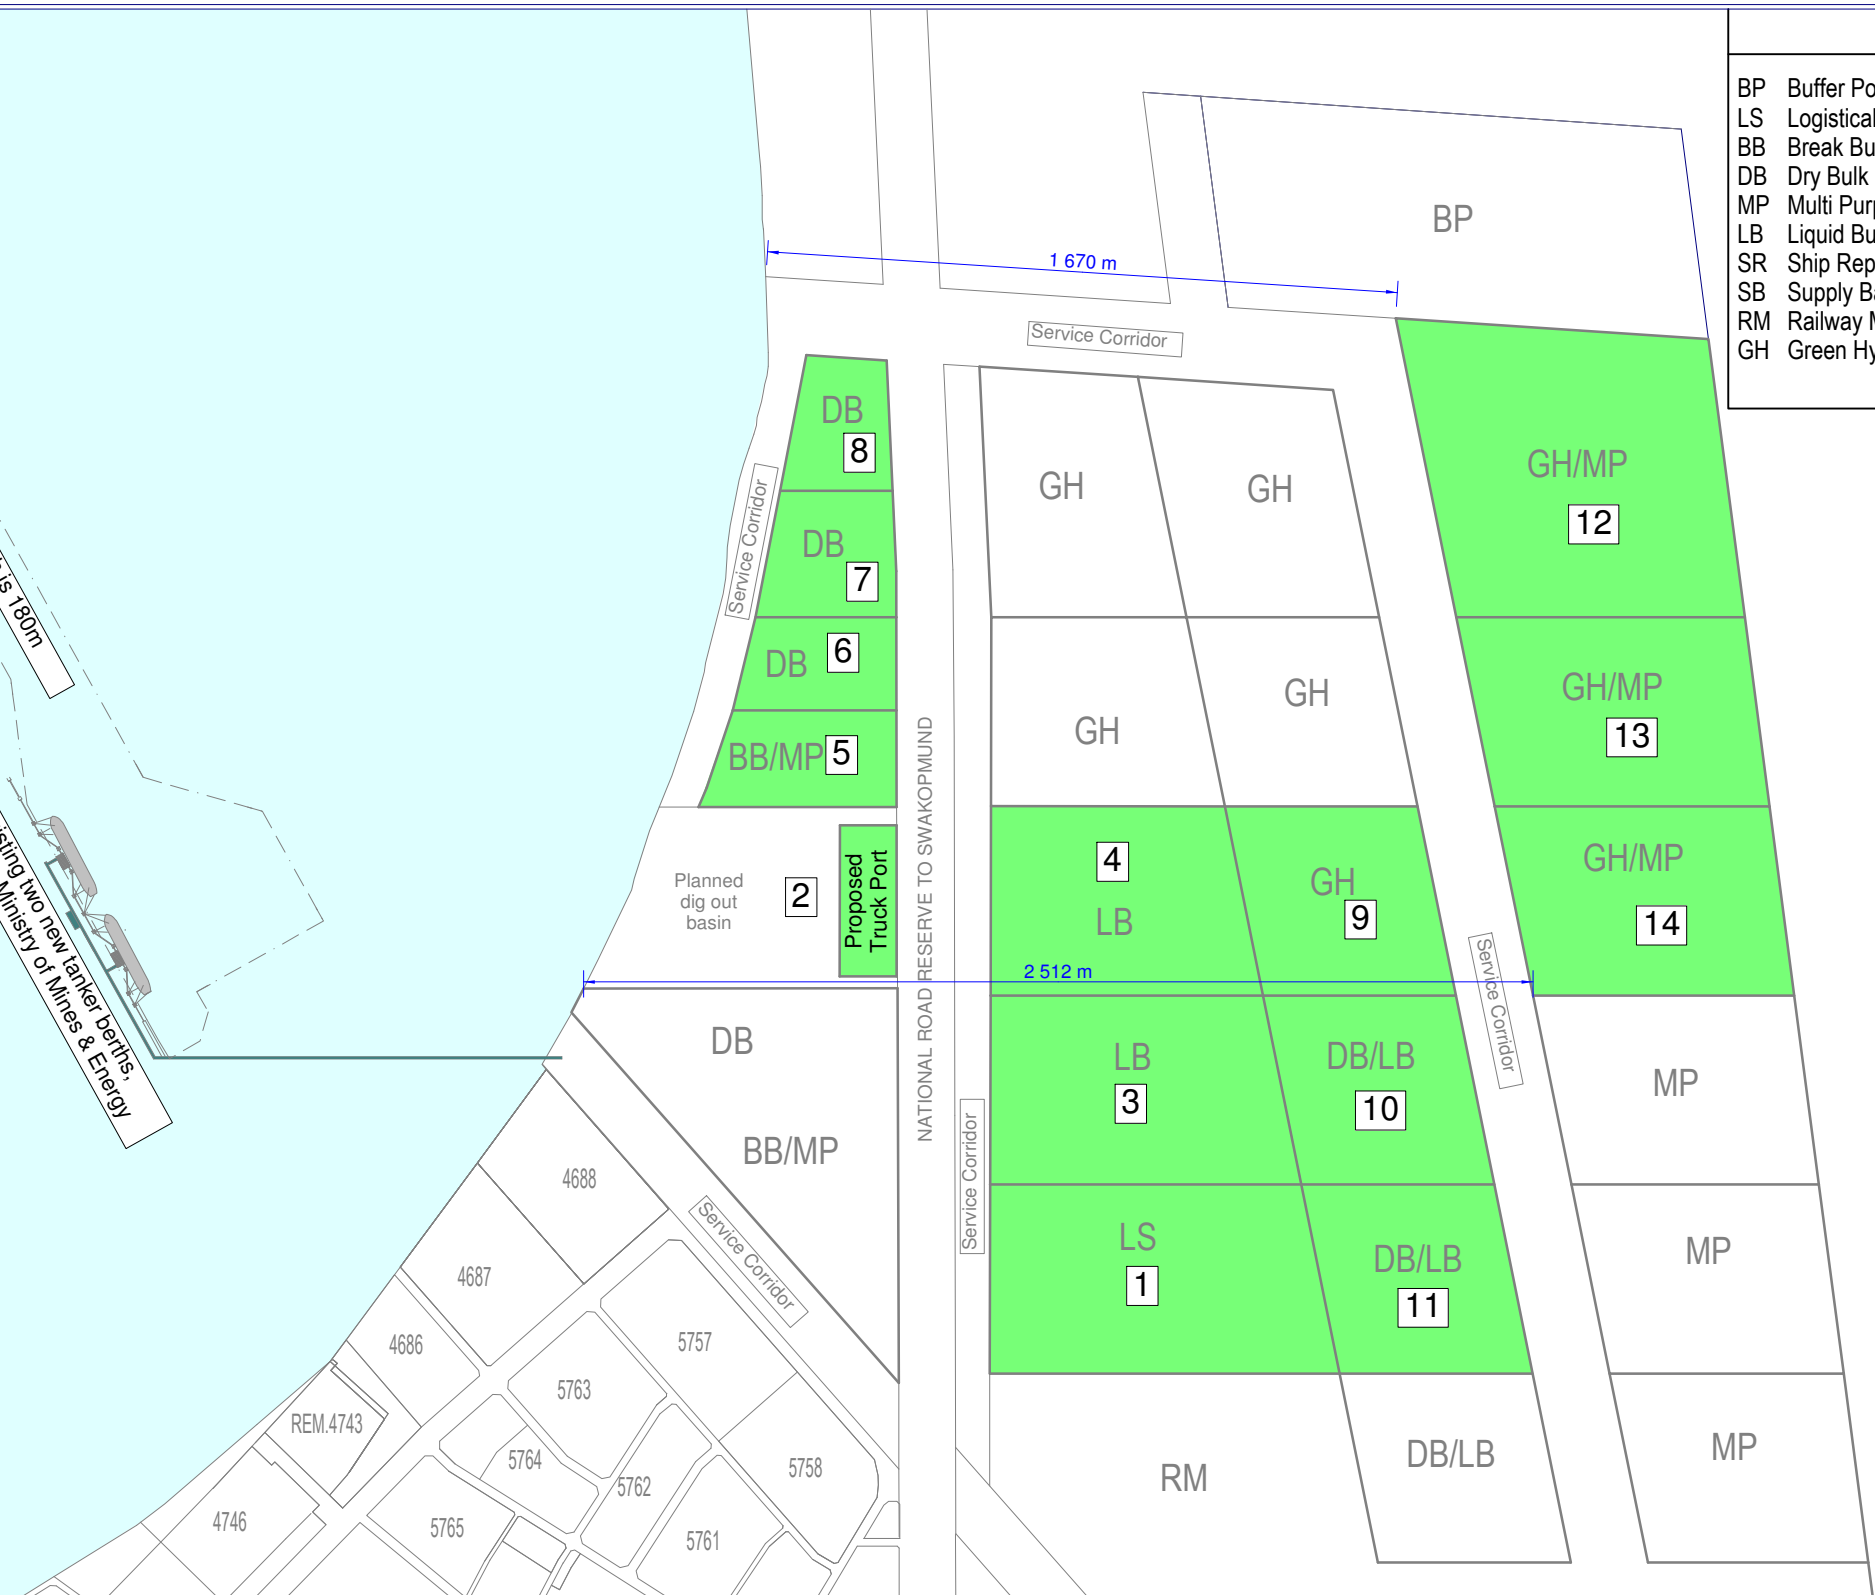 BP Buffer Po
LS Logistical
BB Break Bu
DB Dry Bulk
MP Multi Purp
LB Liquid Bu
SR Ship Rep
SB Supply Ba
RM Railway M
GH Green Hy
BP
1 670 m
Service Corridor
DB
8
GH
GH
GH/MP
12
Service Corridor
DB
7
is 180m
DB
6
GH
GH
GH/MP
13
BB/MP
5
NATIONAL ROAD RESERVE TO SWAKOPMUND
Planned
dig out
basin
2
Proposed
Truck Port
4
LB
GH
9
GH/MP
14
isting two new tanker berths,
Ministry of Mines & Energy
2 512 m
Service Corridor
DB
BB/MP
LB
3
DB/LB
10
MP
Service Corridor
4688
Service Corridor
LS
1
DB/LB
11
MP
4687
4686
5757
5763
REM.4743
5764
5762
5758
RM
DB/LB
MP
4746
5765
5761